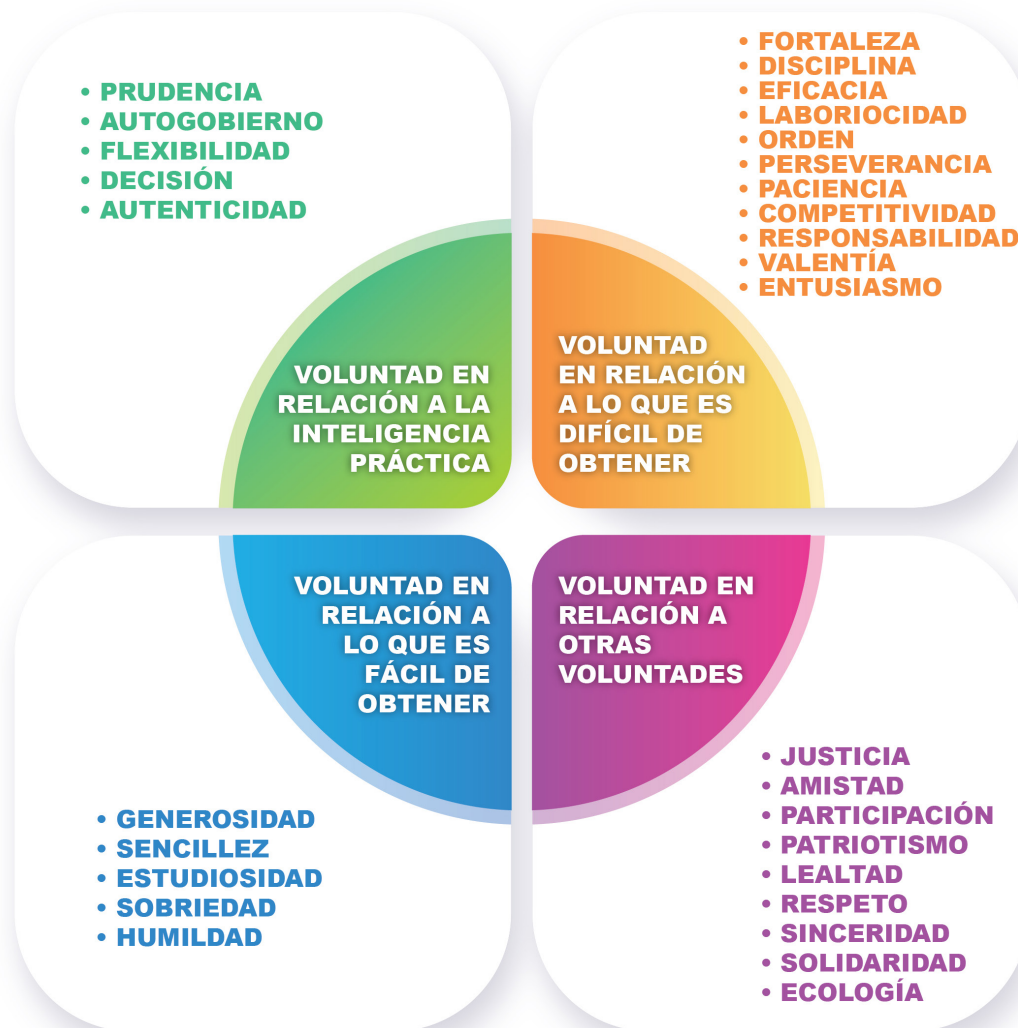 • PRUDENCIA
• AUTOGOBIERNO
• FLEXIBILIDAD
• DECISIÓN
• AUTENTICIDAD
VOLUNTAD EN
RELACIÓN A LA
INTELIGENCIA
PRÁCTICA
• FORTALEZA
• DISCIPLINA
• EFICACIA
• LABORIOCIDAD
• ORDEN
• PERSEVERANCIA
• PACIENCIA
• COMPETITIVIDAD
• RESPONSABILIDAD
• VALENTÍA
• ENTUSIASMO
VOLUNTAD
EN RELACIÓN
A LO QUE ES
DIFÍCIL DE
OBTENER
VOLUNTAD EN
RELACIÓN A
LO QUE ES
FÁCIL DE
OBTENER
• GENEROSIDAD
• SENCILLEZ
• ESTUDIOSIDAD
• SOBRIEDAD
• HUMILDAD
VOLUNTAD EN
RELACIÓN A
OTRAS
VOLUNTADES
• JUSTICIA
• AMISTAD
• PARTICIPACIÓN
• PATRIOTISMO
• LEALTAD
• RESPETO
• SINCERIDAD
• SOLIDARIDAD
• ECOLOGÍA